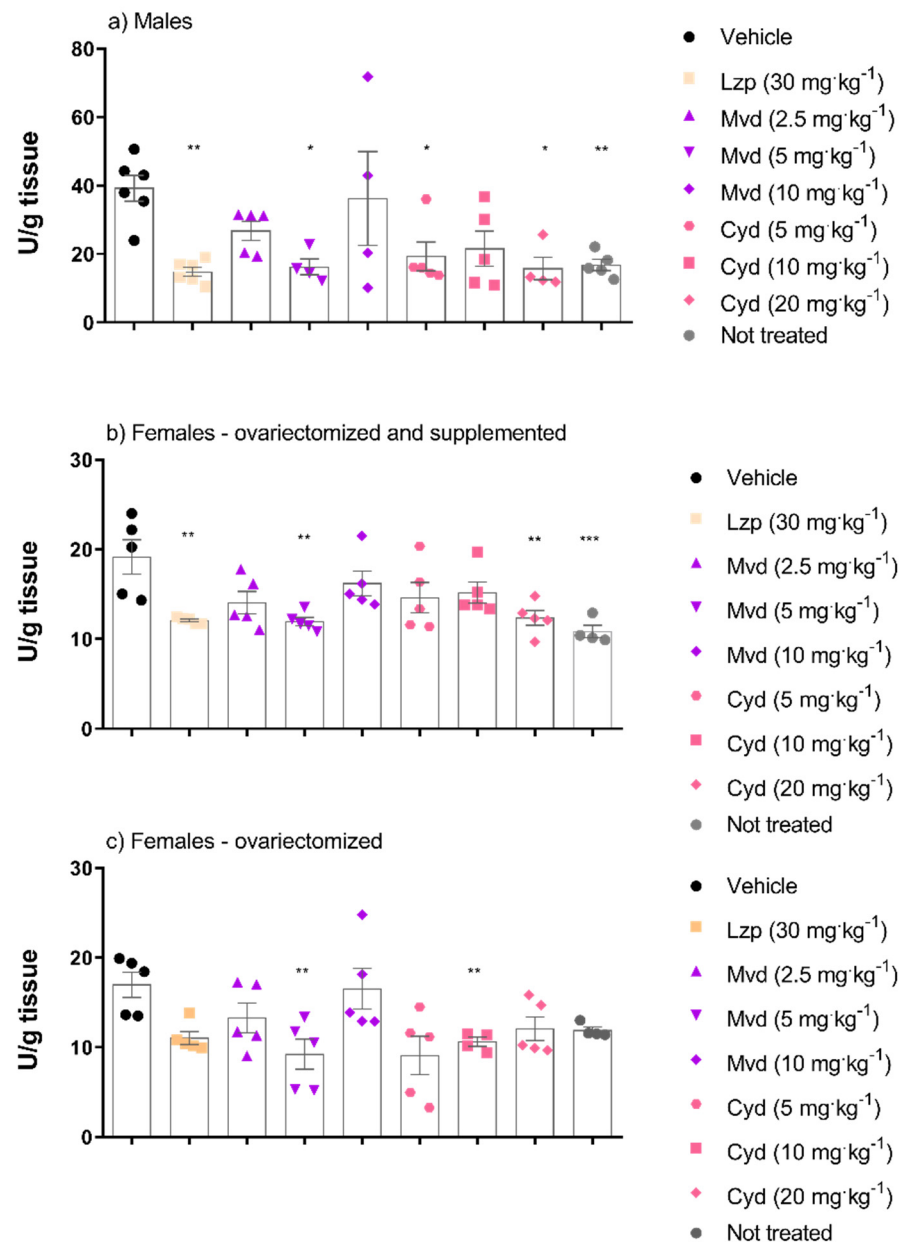 a) Males
80
60
40
20
0
U/g tissue
** * * * **
Vehicle
Lzp (30 mg·kg⁻¹)
Mvd (2.5 mg·kg⁻¹)
Mvd (5 mg·kg⁻¹)
Mvd (10 mg·kg⁻¹)
Cyd (5 mg·kg⁻¹)
Cyd (10 mg·kg⁻¹)
Cyd (20 mg·kg⁻¹)
Not treated
b) Females - ovariectomized and supplemented
30
20
10
0
U/g tissue
** ** ** ***
Vehicle
Lzp (30 mg·kg⁻¹)
Mvd (2.5 mg·kg⁻¹)
Mvd (5 mg·kg⁻¹)
Mvd (10 mg·kg⁻¹)
Cyd (5 mg·kg⁻¹)
Cyd (10 mg·kg⁻¹)
Cyd (20 mg·kg⁻¹)
Not treated
c) Females - ovariectomized
30
20
10
0
U/g tissue
** **
Vehicle
Lzp (30 mg·kg⁻¹)
Mvd (2.5 mg·kg⁻¹)
Mvd (5 mg·kg⁻¹)
Mvd (10 mg·kg⁻¹)
Cyd (5 mg·kg⁻¹)
Cyd (10 mg·kg⁻¹)
Cyd (20 mg·kg⁻¹)
Not treated